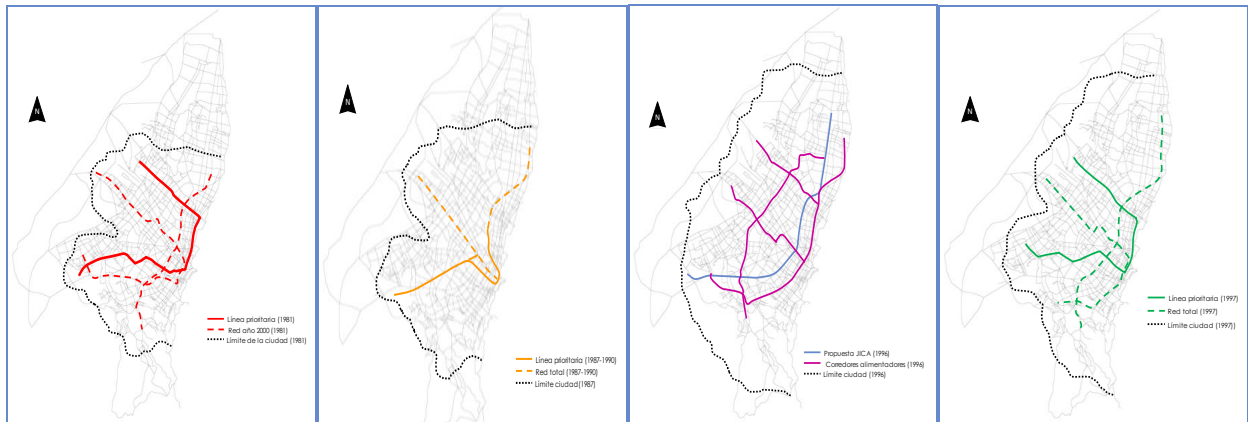 N
Línea prioritaria (1981)
Red año 2000 (1981)
Límite de la ciudad (1981)
N
Línea prioritaria (1987-1990)
Red total (1987-1990)
Límite ciudad (1987)
N
Propuesta JICA (1996)
Corredores alimentadores (1996)
Límite ciudad (1996)
N
Línea prioritaria (1997)
Red total (1997)
Límite ciudad (1997))